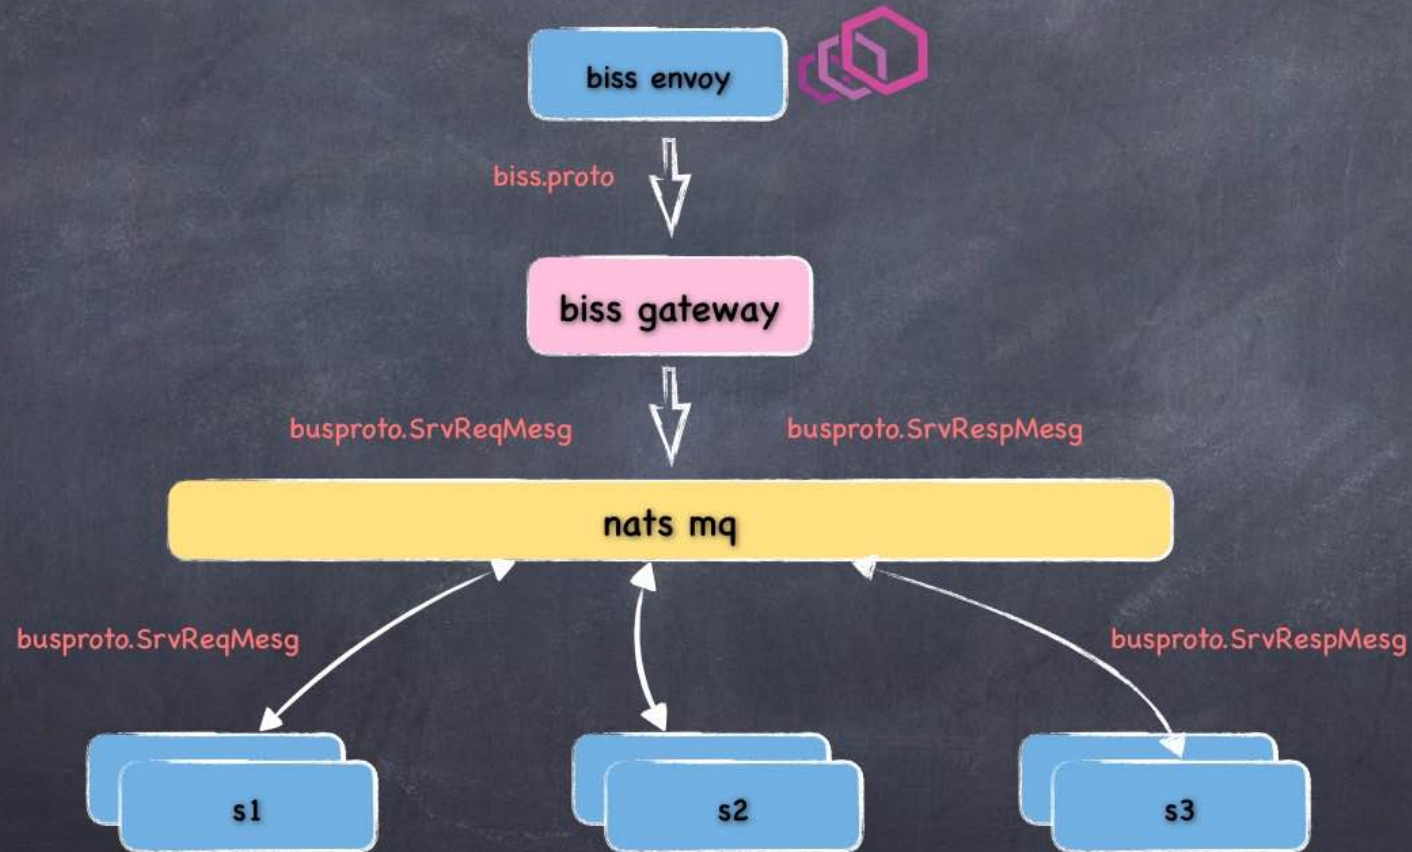 biss envoy
biss.proto
biss gateway
busproto.SrvReqMesg
busproto.SrvRespMesg
nats mq
busproto.SrvReqMesg
busproto.SrvRespMesg
s1
s2
s3